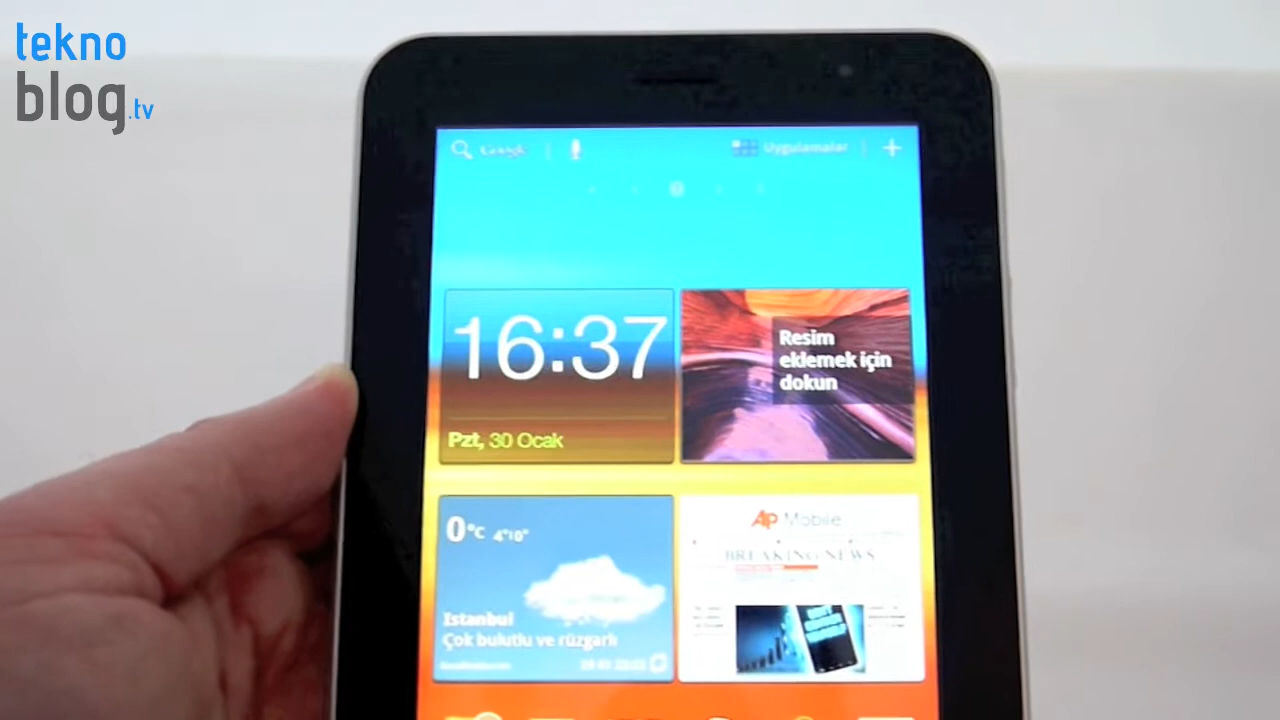 tekno
blog.tv
Google
Uygulamalar
16:37
Pzt, 30 Ocak
Resim
eklemek için
dokun
0°C 4°/0°
Istanbul
Çok bulutlu ve rüzgarlı
AP Mobile
BREAKING NEWS